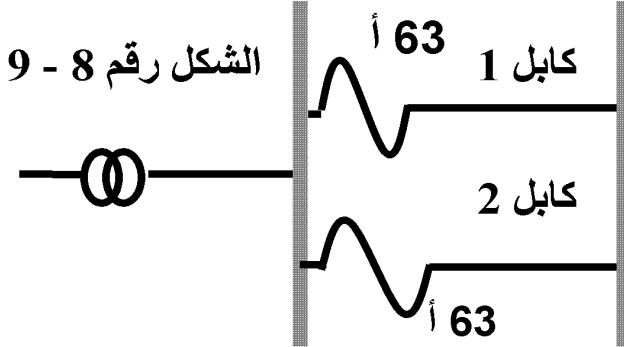 الشكل رقم 8 - 9
63 أ
كابل 1
كابل 2
63 أ